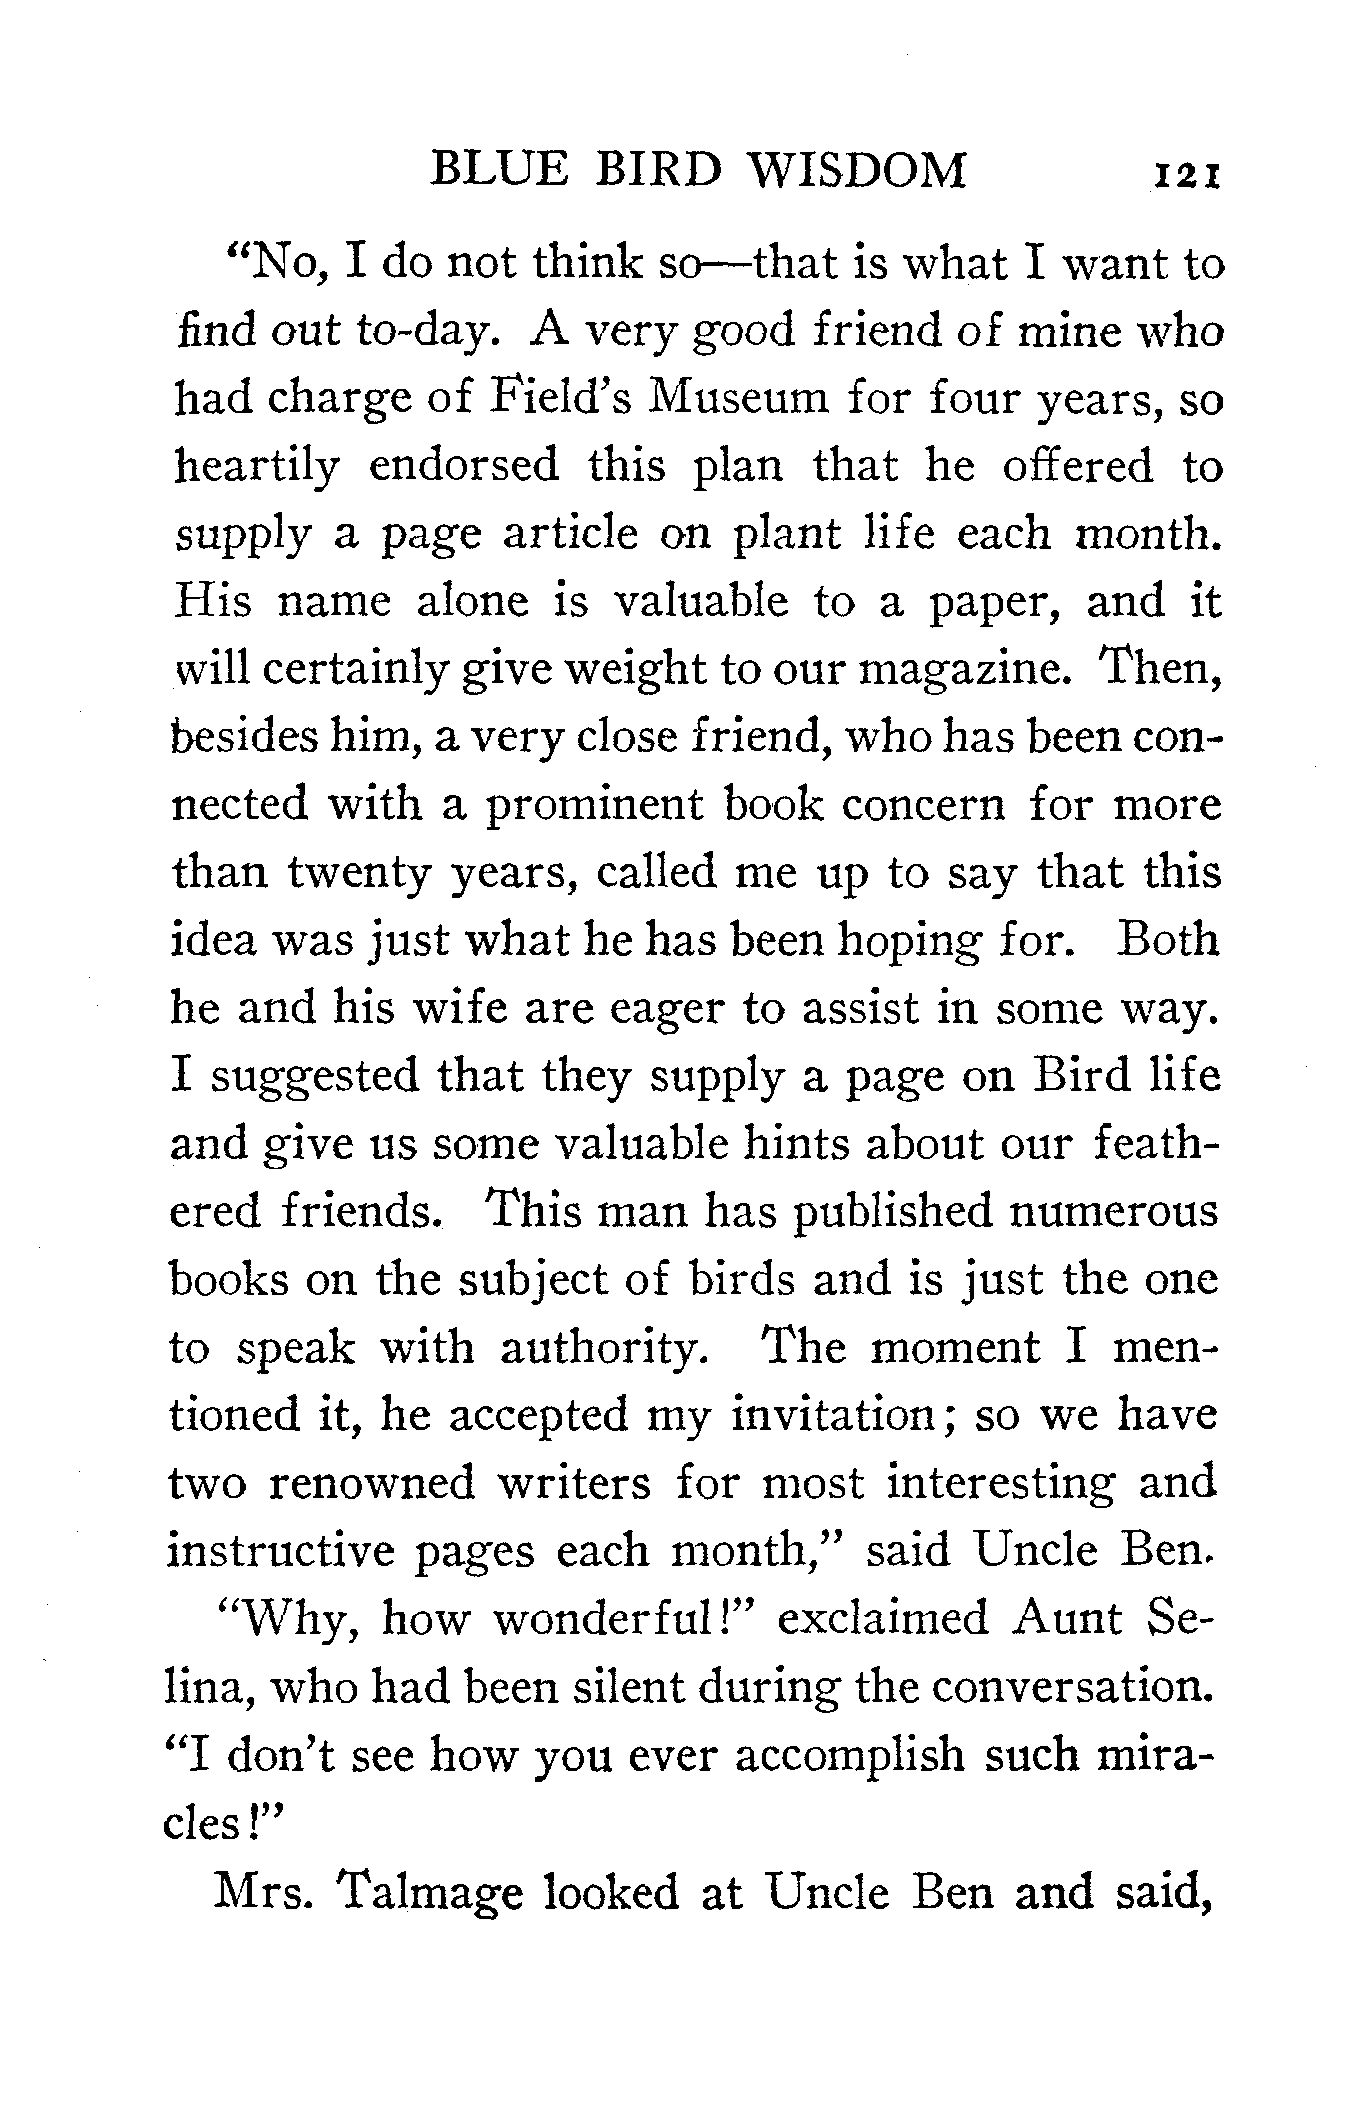 BLUE BIRD WISDOM 121
"No, I do not think so—that is what I want to
find out to-day. A very good friend of mine who
had charge of Field's Museum for four years, so
heartily endorsed this plan that he offered to
supply a page article on plant life each month.
His name alone is valuable to a paper, and it
will certainly give weight to our magazine. Then,
besides him, a very close friend, who has been con-
nected with a prominent book concern for more
than twenty years, called me up to say that this
idea was just what he has been hoping for. Both
he and his wife are eager to assist in some way.
I suggested that they supply a page on Bird life
and give us some valuable hints about our feath-
ered friends. This man has published numerous
books on the subject of birds and is just the one
to speak with authority. The moment I men-
tioned it, he accepted my invitation; so we have
two renowned writers for most interesting and
instructive pages each month," said Uncle Ben.
"Why, how wonderful!" exclaimed Aunt Se-
lina, who had been silent during the conversation.
"I don't see how you ever accomplish such mira-
cles!"
Mrs. Talmage looked at Uncle Ben and said,